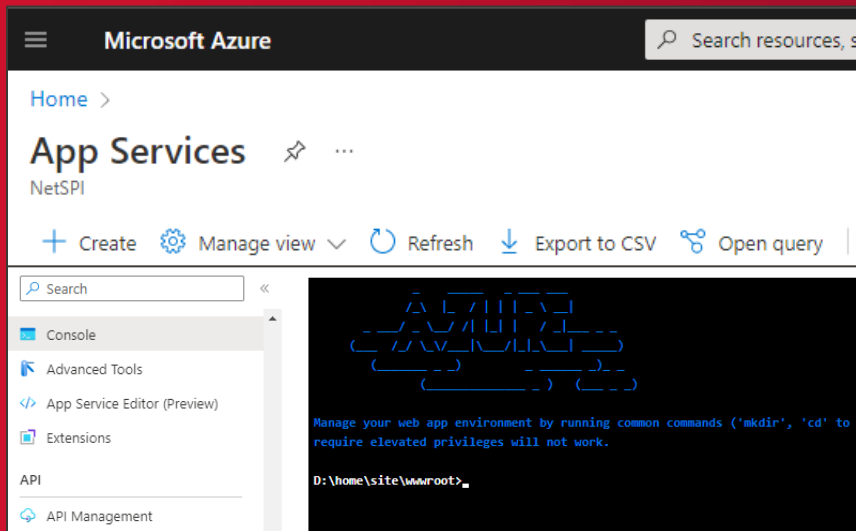 Microsoft Azure
Search resources, s
Home >
App Services ...
NetSPI
+ Create Manage view Refresh Export to CSV Open query
Search «
Console
Advanced Tools
</> App Service Editor (Preview)
Extensions
API
API Management
AZURE
Manage your web app environment by running common commands ('mkdir', 'cd' to
require elevated privileges will not work.
D:\home\site\wwwroot>_